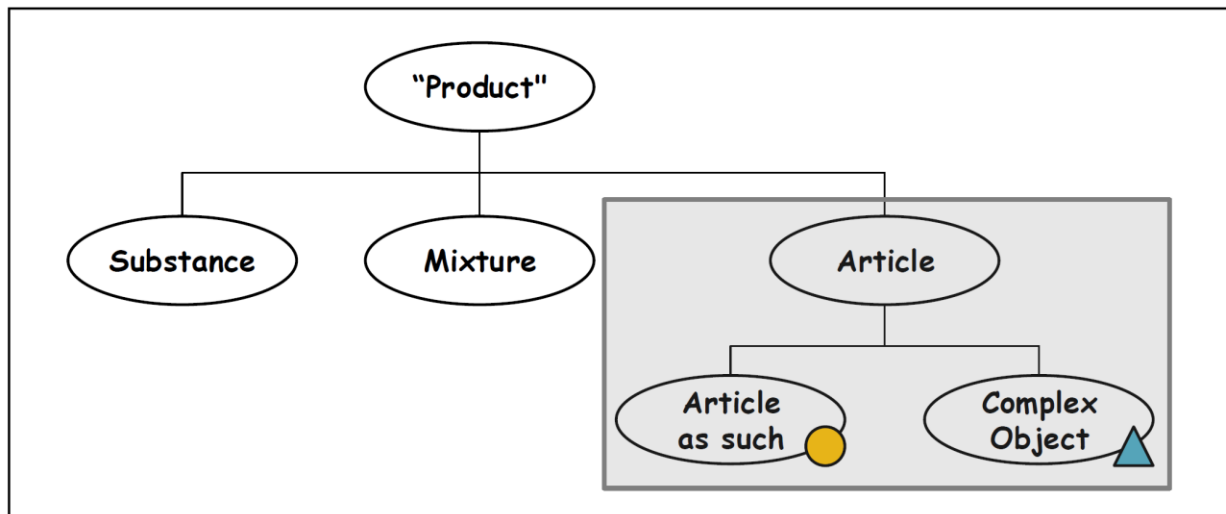 “Product"
Substance
Mixture
Article
Article
as such
Complex
Object